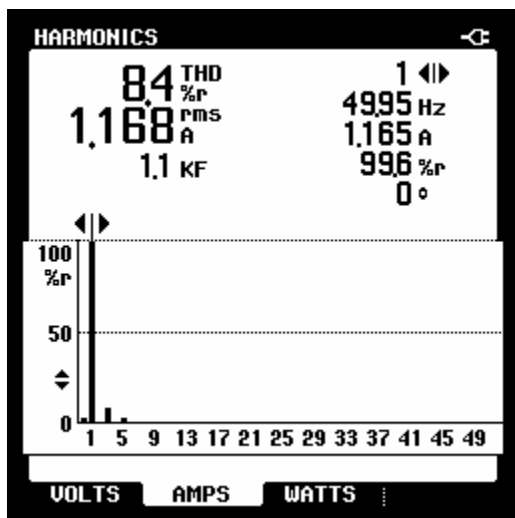 HARMONICS
8.4 THD %r
1.168 rms A
1.1 KF
1
49.95 Hz
1.165 A
99.6 %r
0 °
100
%r
50
0
1 5 9 13 17 21 25 29 33 37 41 45 49
VOLTS AMPS WATTS